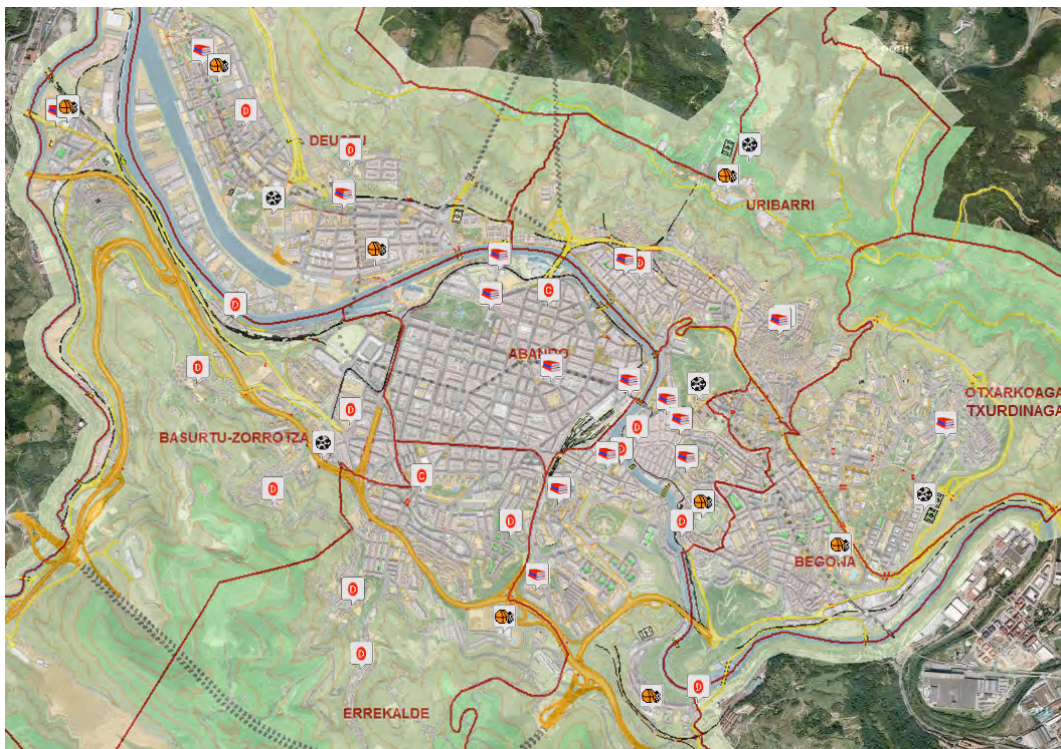 D
DEUSTU
D
URIBARRI
D
C
D
ABANDO
D
OTXARKOAGA
TXURDINAGA
D
BASURTU-ZORROTZA
D
D
C
D
D
D
BEGOÑA
D
D
D
ERREKALDE